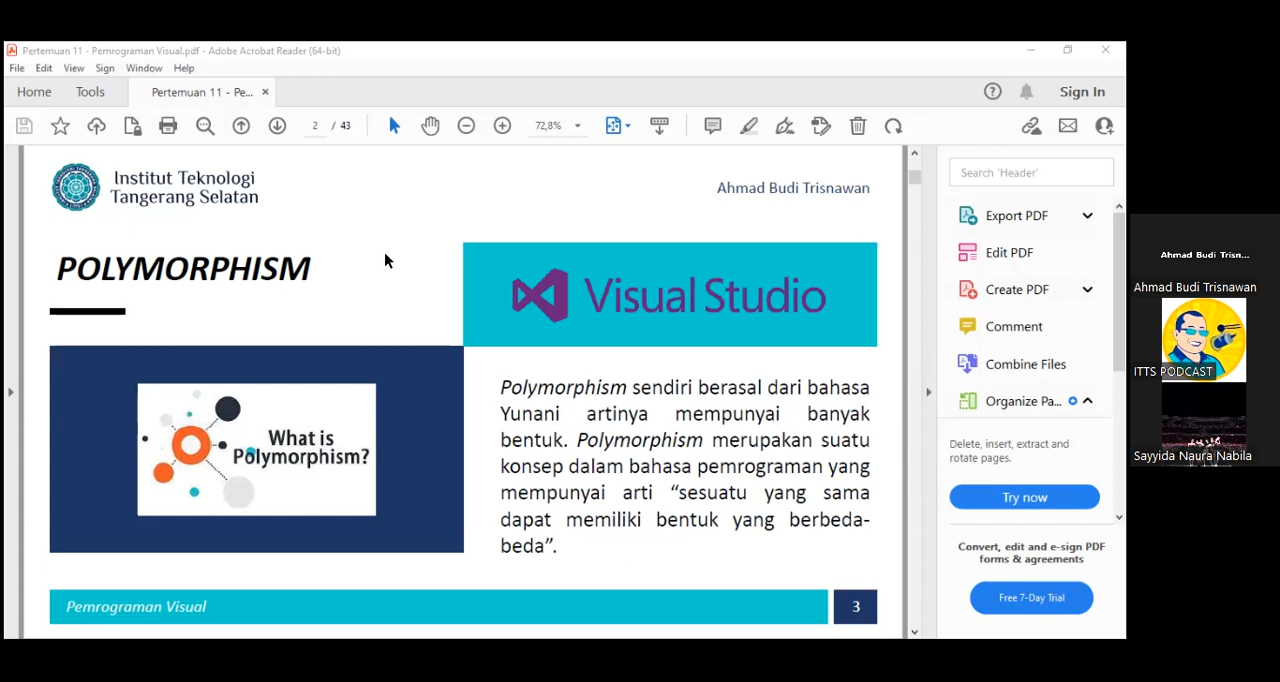 Pertemuan 11 - Pemrograman Visual.pdf - Adobe Acrobat Reader (64-bit)
File Edit View Sign Window Help
Home Tools Pertemuan 11 - Pe... × Sign In
2 / 43 72,8%
Institut Teknologi
Tangerang Selatan
Ahmad Budi Trisnawan
POLYMORPHISM
Visual Studio
What is
Polymorphism?
Polymorphism sendiri berasal dari bahasa
Yunani artinya mempunyai banyak
bentuk. Polymorphism merupakan suatu
konsep dalam bahasa pemrograman yang
mempunyai arti “sesuatu yang sama
dapat memiliki bentuk yang berbeda-
beda”.
Pemrograman Visual
3
Search 'Header'
Export PDF
Edit PDF
Create PDF
Comment
Combine Files
Organize Pa...
Delete, insert, extract and
rotate pages.
Try now
Convert, edit and e-sign PDF
forms & agreements
Free 7-Day Trial
Ahmad Budi Trisn...
Ahmad Budi Trisnawan
ITTS PODCAST
Sayyida Naura Nabila